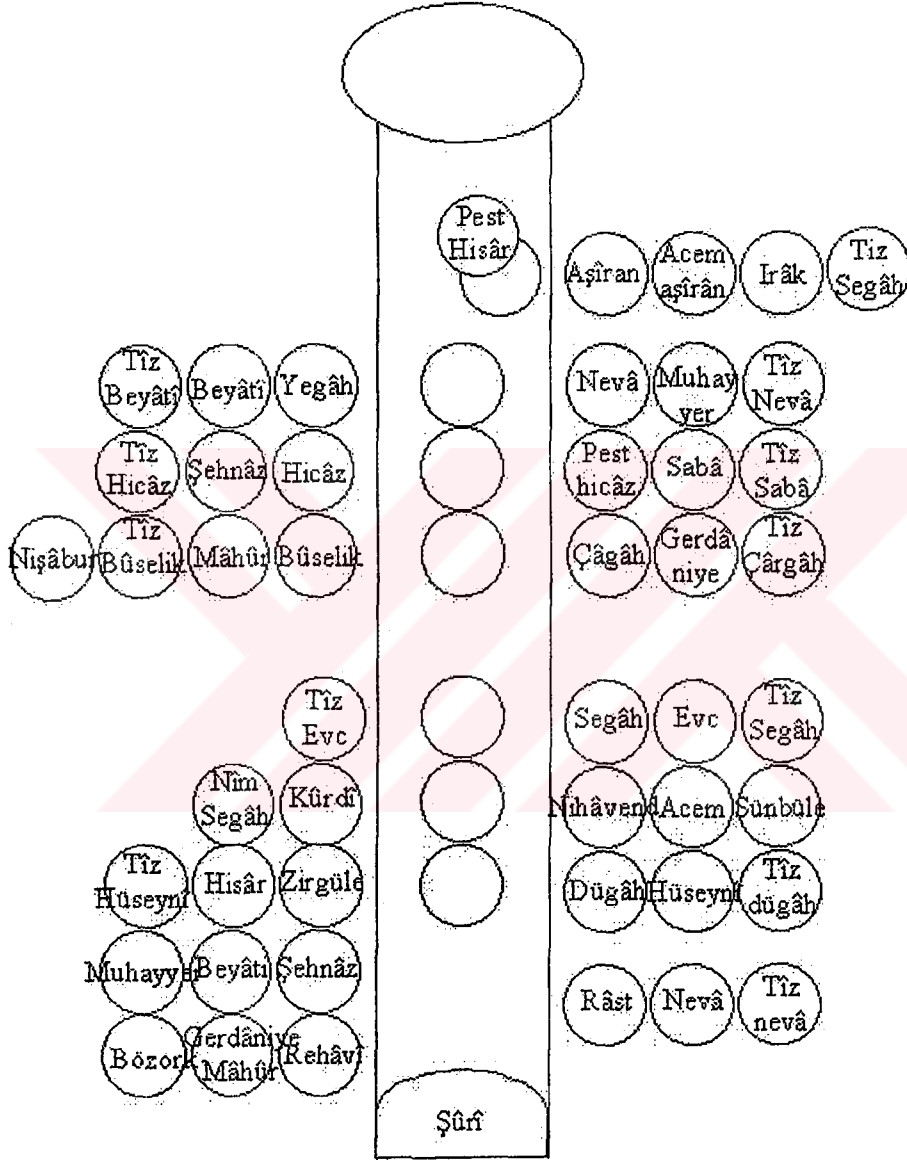 Pest
Hisâr
Aşîran
Acem
aşîrân
Irâk
Tiz
Segâh
Tîz
Beyâtî
Beyâtî
Yegâh
Nevâ
Muhay
yer
Tîz
Nevâ
Tîz
Hicâz
Şehnâz
Hicâz
Pest
hicâz
Sabâ
Tîz
Sabâ
Nişâbur
Tîz
Bûselik
Mâhûr
Bûselik
Çâgâh
Gerdâ
niye
Tîz
Çârgâh
Tîz
Evc
Segâh
Evc
Tîz
Segâh
Nîm
Segâh
Kûrdî
Nihâvend
Acem
Sünbüle
Tîz
Hüseynî
Hisâr
Zirgüle
Dügâh
Hüseynî
Tîz
dügâh
Beyâtî
Şehnâz
Râst
Nevâ
Tîz
nevâ
Gerdâniye
Mâhûr
Rehâvî
Şûrî